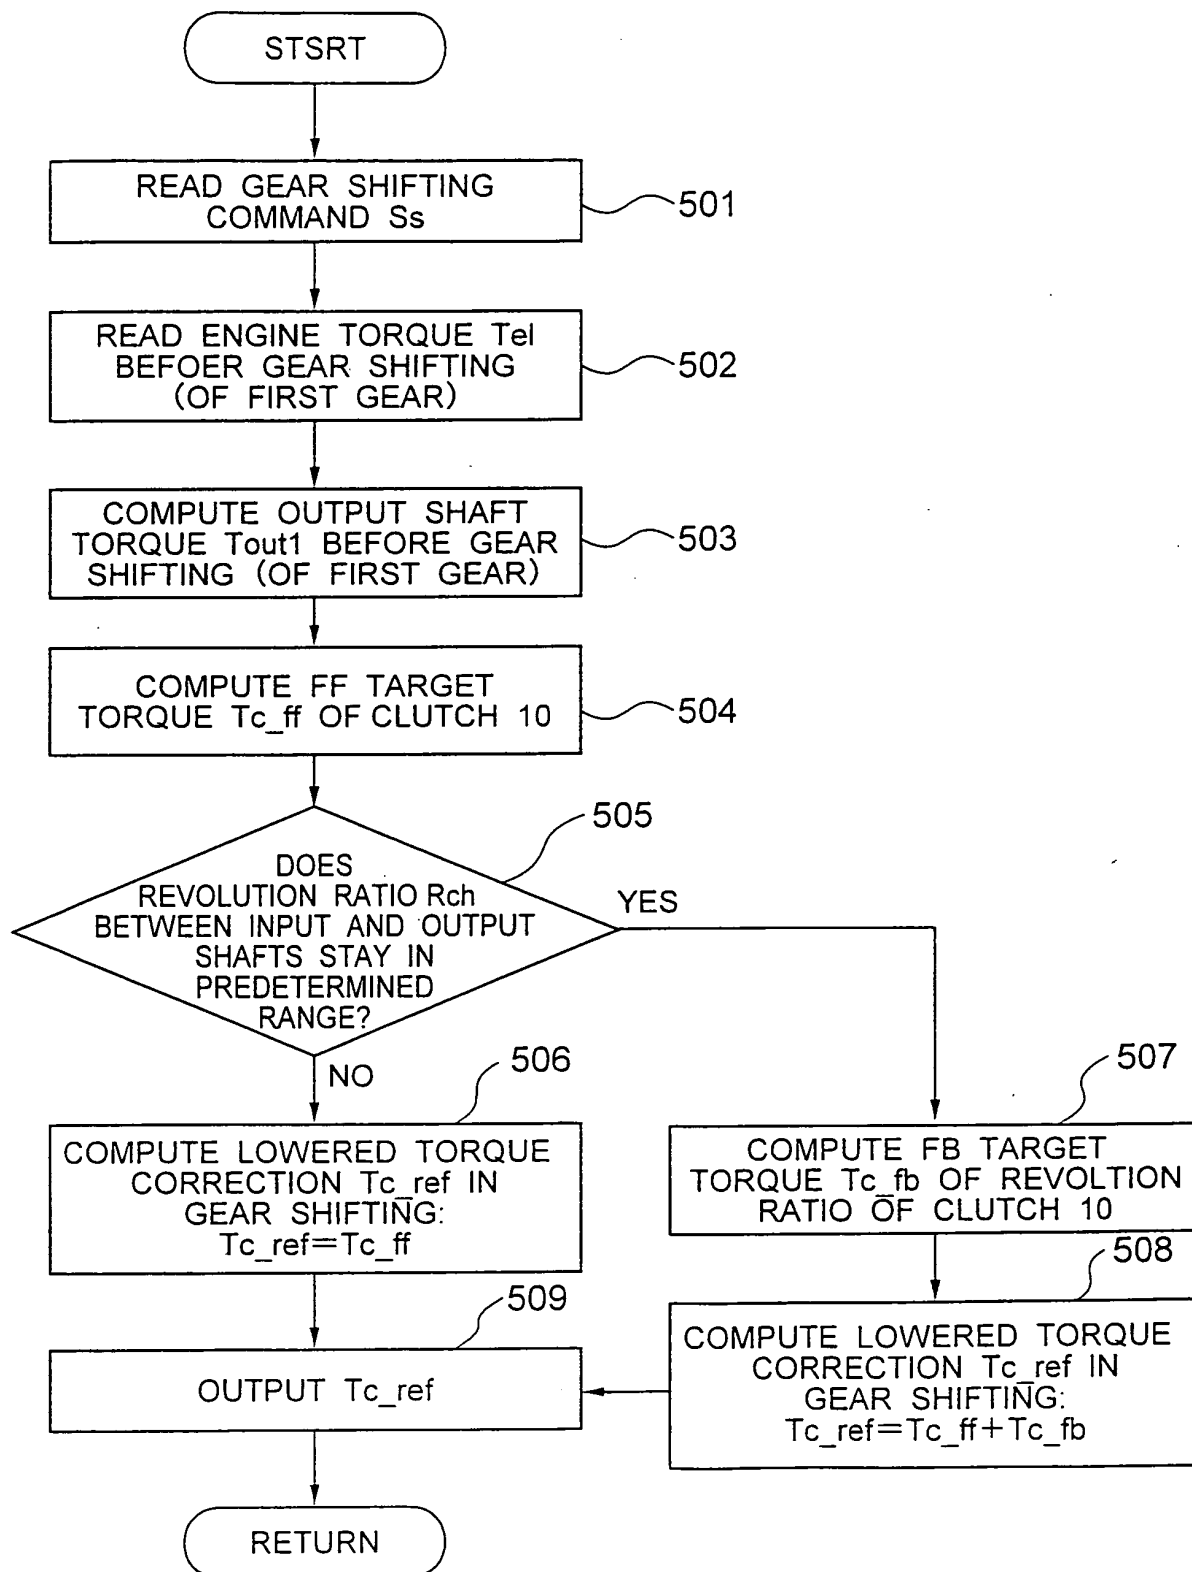 STSRT
READ GEAR SHIFTING
COMMAND Ss
501
READ ENGINE TORQUE Tel
BEFOER GEAR SHIFTING
(OF FIRST GEAR)
502
COMPUTE OUTPUT SHAFT
TORQUE Tout1 BEFORE GEAR
SHIFTING (OF FIRST GEAR)
503
COMPUTE FF TARGET
TORQUE Tc_ff OF CLUTCH 10
504
505
DOES
REVOLUTION RATIO Rch
BETWEEN INPUT AND OUTPUT
SHAFTS STAY IN
PREDETERMINED
RANGE?
YES
NO
506
COMPUTE LOWERED TORQUE
CORRECTION Tc_ref IN
GEAR SHIFTING:
Tc_ref=Tc_ff
507
COMPUTE FB TARGET
TORQUE Tc_fb OF REVOLTION
RATIO OF CLUTCH 10
508
COMPUTE LOWERED TORQUE
CORRECTION Tc_ref IN
GEAR SHIFTING:
Tc_ref=Tc_ff+Tc_fb
509
OUTPUT Tc_ref
RETURN